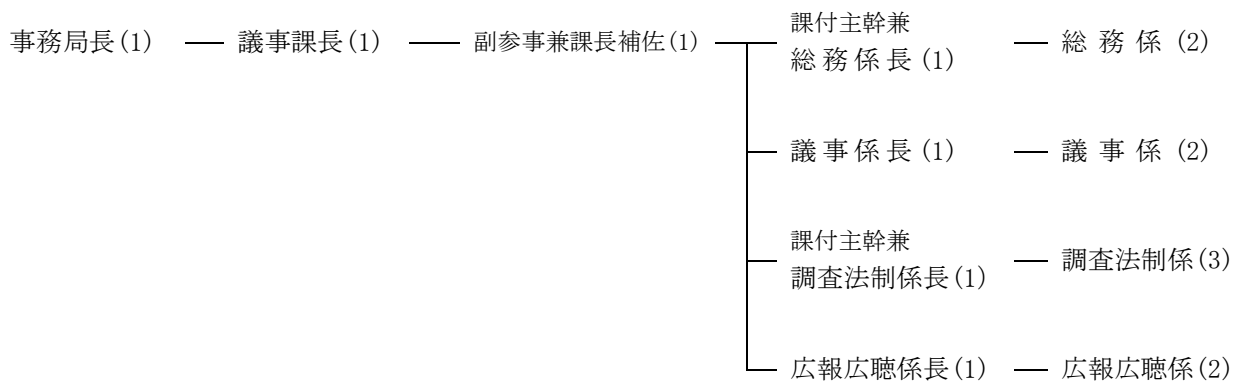 課付主幹兼
事務局長(1) 議事課長(1) 副参事兼課長補佐(1) 総務係長(1) 総務係(2)
議事係長(1) 議事係(2)
課付主幹兼
調査法制係長(1) 調査法制係(3)
広報広聴係長(1) 広報広聴係(2)